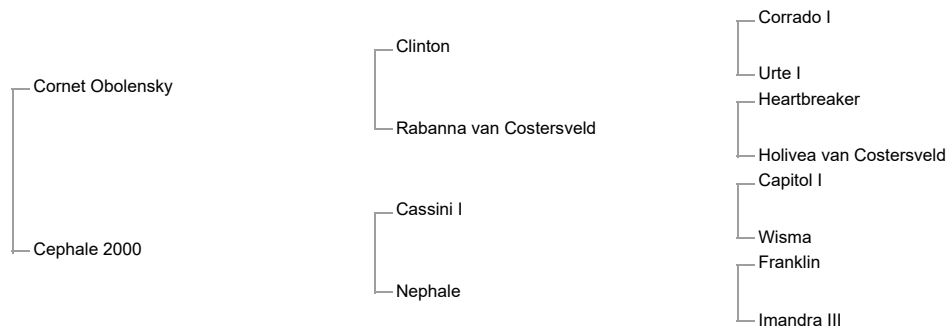 Corrado I
Clinton
Urte I
Cornet Obolensky
Heartbreaker
Rabanna van Costersveld
Holivea van Costersveld
Capitol I
Cassini I
Wisma
Cephale 2000
Franklin
Nephale
Imandra III